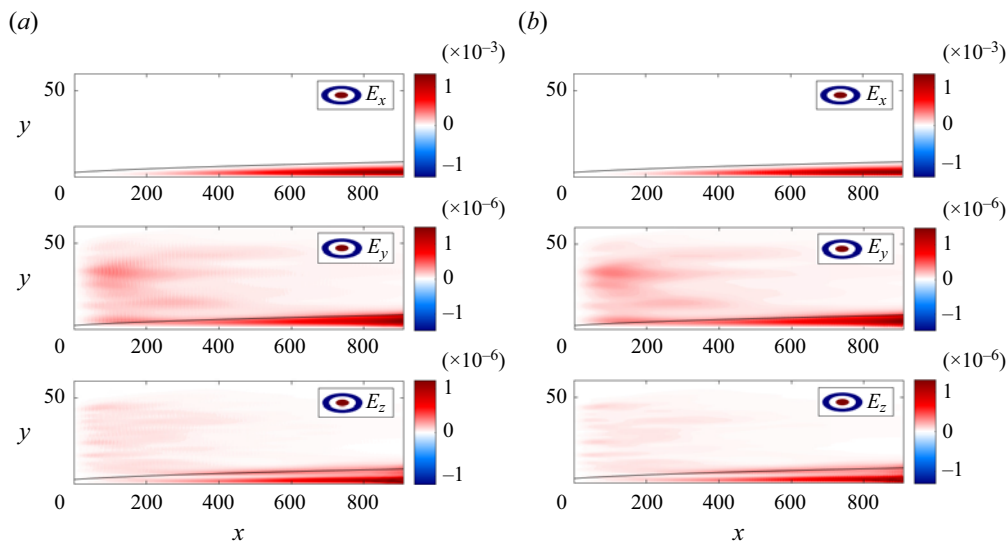 (a) (b)
(×10⁻³) (×10⁻³)
50 E_x 1 50 E_x 1
y 0 0
–1 –1
0 200 400 600 800 0 200 400 600 800
(×10⁻⁶) (×10⁻⁶)
50 E_y 1 50 E_y 1
y 0 0
–1 –1
0 200 400 600 800 0 200 400 600 800
(×10⁻⁶) (×10⁻⁶)
50 E_z 1 50 E_z 1
y 0 0
–1 –1
0 200 400 600 800 0 200 400 600 800
x x